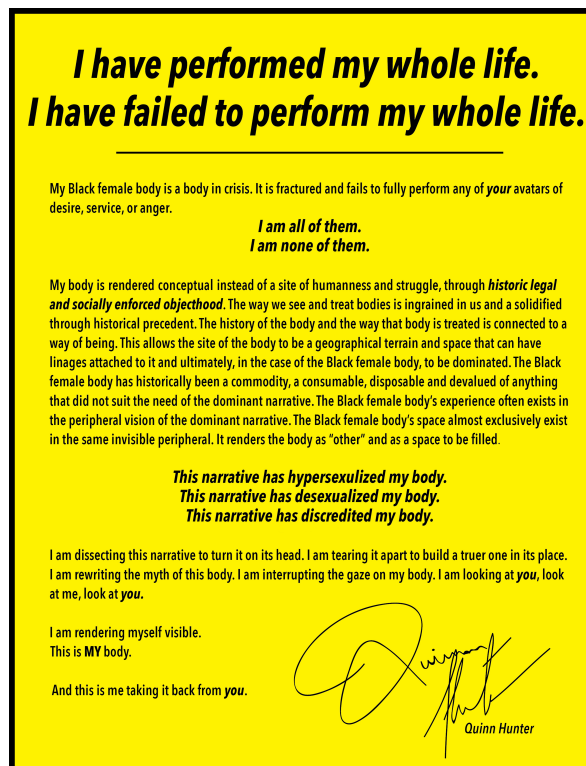 I have performed my whole life.
I have failed to perform my whole life.
My Black female body is a body in crisis. It is fractured and fails to fully perform any of your avatars of
desire, service, or anger.
I am all of them.
I am none of them.
My body is rendered conceptual instead of a site of humanness and struggle, through historic legal
and socially enforced objecthood. The way we see and treat bodies is ingrained in us and a solidified
through historical precedent. The history of the body and the way that body is treated is connected to a
way of being. This allows the site of the body to be a geographical terrain and space that can have
linages attached to it and ultimately, in the case of the Black female body, to be dominated. The Black
female body has historically been a commodity, a consumable, disposable and devalued of anything
that did not suit the need of the dominant narrative. The Black female body's experience often exists in
the peripheral vision of the dominant narrative. The Black female body's space almost exclusively exist
in the same invisible peripheral. It renders the body as "other" and as a space to be filled.
This narrative has hypersexulized my body.
This narrative has desexualized my body.
This narrative has discredited my body.
I am dissecting this narrative to turn it on its head. I am tearing it apart to build a truer one in its place.
I am rewriting the myth of this body. I am interrupting the gaze on my body. I am looking at you, look
at me, look at you.
I am rendering myself visible.
This is MY body.
And this is me taking it back from you.
Quinn Hunter